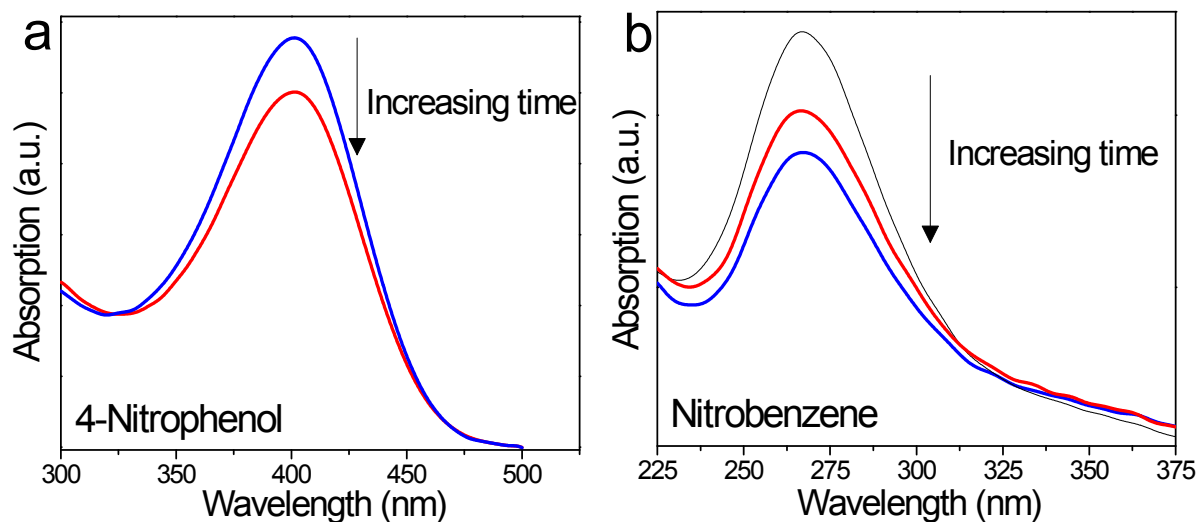 a
Absorption (a.u.)
Increasing time
4-Nitrophenol
300 350 400 450 500
Wavelength (nm)
b
Absorption (a.u.)
Increasing time
Nitrobenzene
225 250 275 300 325 350 375
Wavelength (nm)